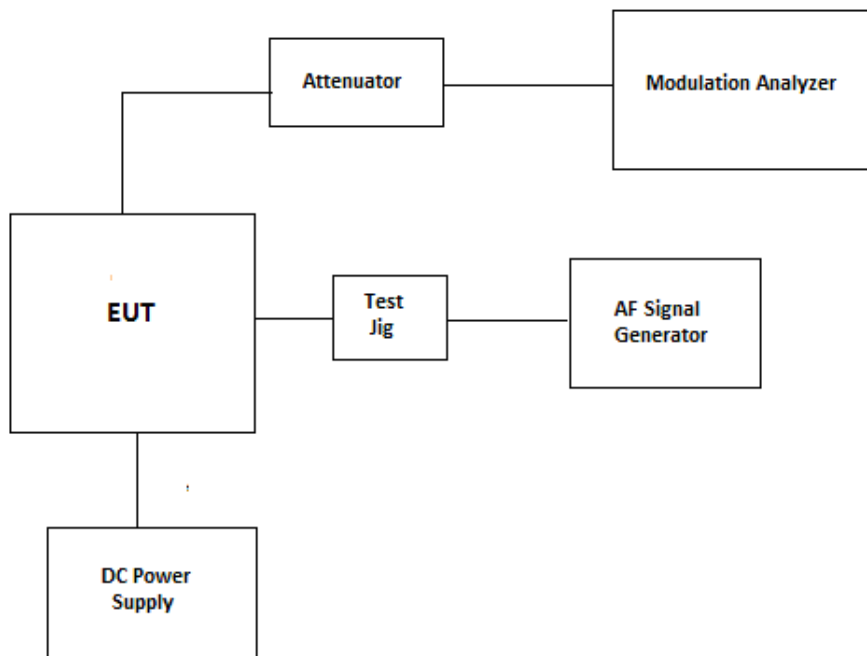 Attenuator
Modulation Analyzer
EUT
Test
Jig
AF Signal
Generator
DC Power
Supply